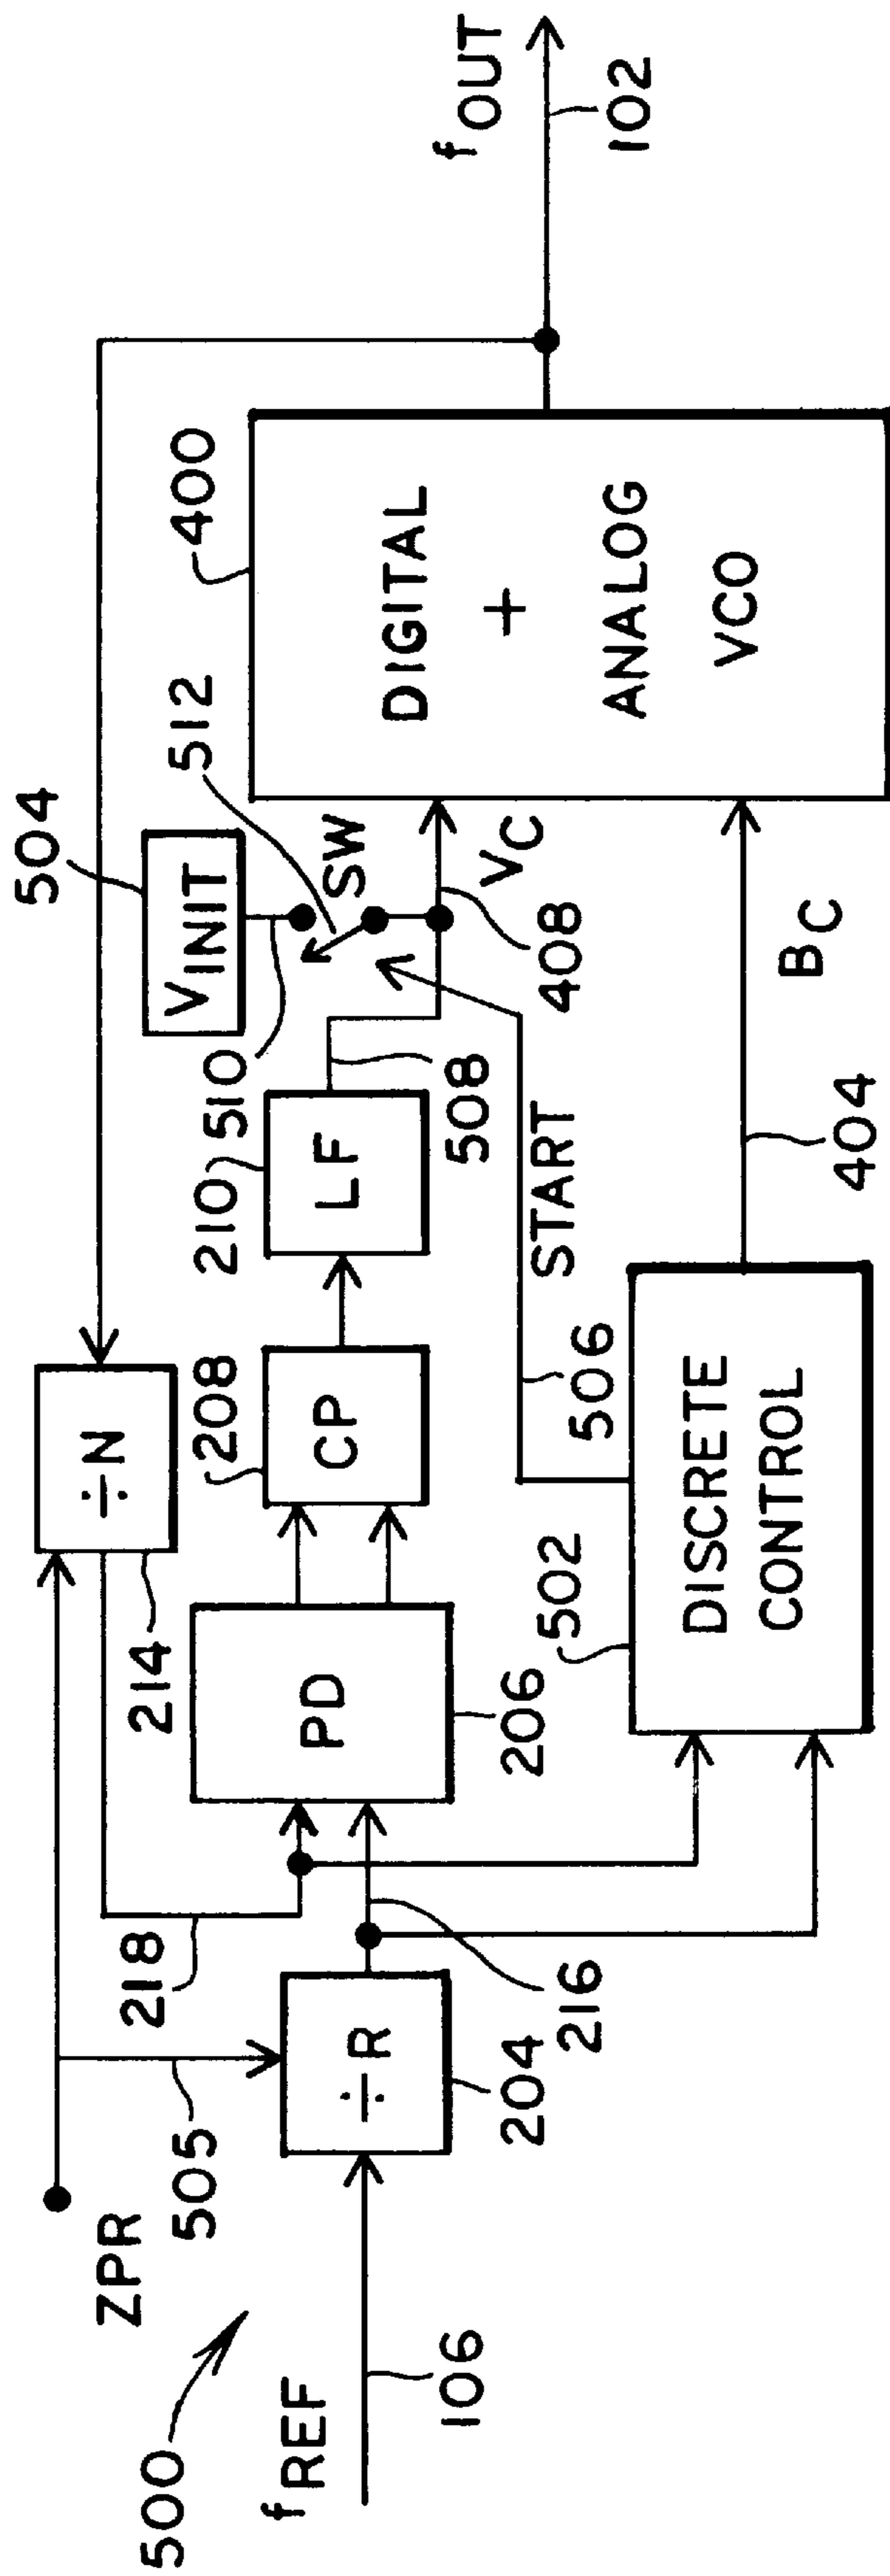 500
fREF
106
ZPR
505
÷R
204
216
218
PD
206
÷N
214
CP
208
LF
210
508
510
VINIT
504
SW
512
VC
408
START
506
DISCRETE
CONTROL
502
BC
404
DIGITAL
+
ANALOG
VCO
400
fOUT
102